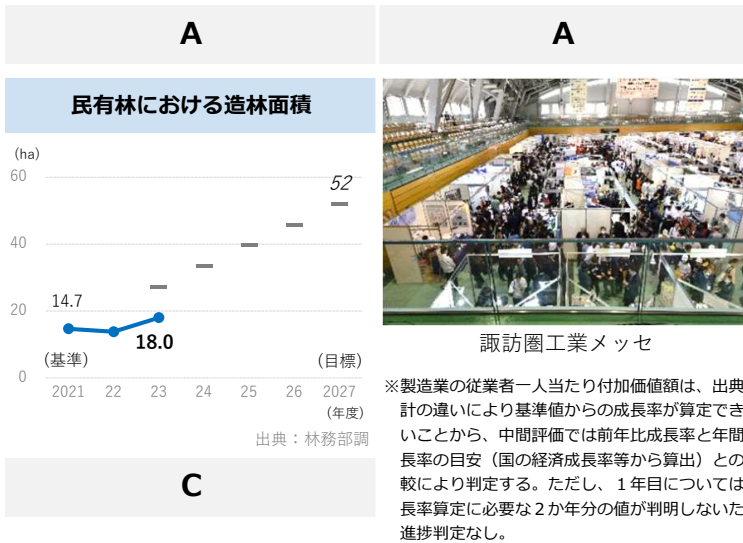 A
A
民有林における造林面積
(ha)
60
52
40
20
14.7
18.0
(基準)
(目標)
0
2021 22 23 24 25 26 2027
(年度)
出典：林務部調
C
諏訪圏工業メッセ
※製造業の従業者一人当たり付加価値額は、出典
計の違いにより基準値からの成長率が算定でき
いことから、中間評価では前年比成長率と年間
長率の目安（国の経済成長率等から算出）との
較により判定する。ただし、１年目については
長率算定に必要な２か年分の値が判明しないた
進捗判定なし。